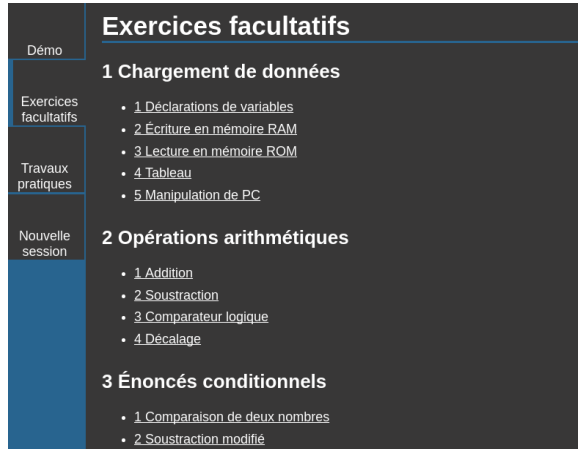 Démo
Exercices
facultatifs
Travaux
pratiques
Nouvelle
session
Exercices facultatifs
1 Chargement de données
1 Déclarations de variables
2 Écriture en mémoire RAM
3 Lecture en mémoire ROM
4 Tableau
5 Manipulation de PC
2 Opérations arithmétiques
1 Addition
2 Soustraction
3 Comparateur logique
4 Décalage
3 Énoncés conditionnels
1 Comparaison de deux nombres
2 Soustraction modifié